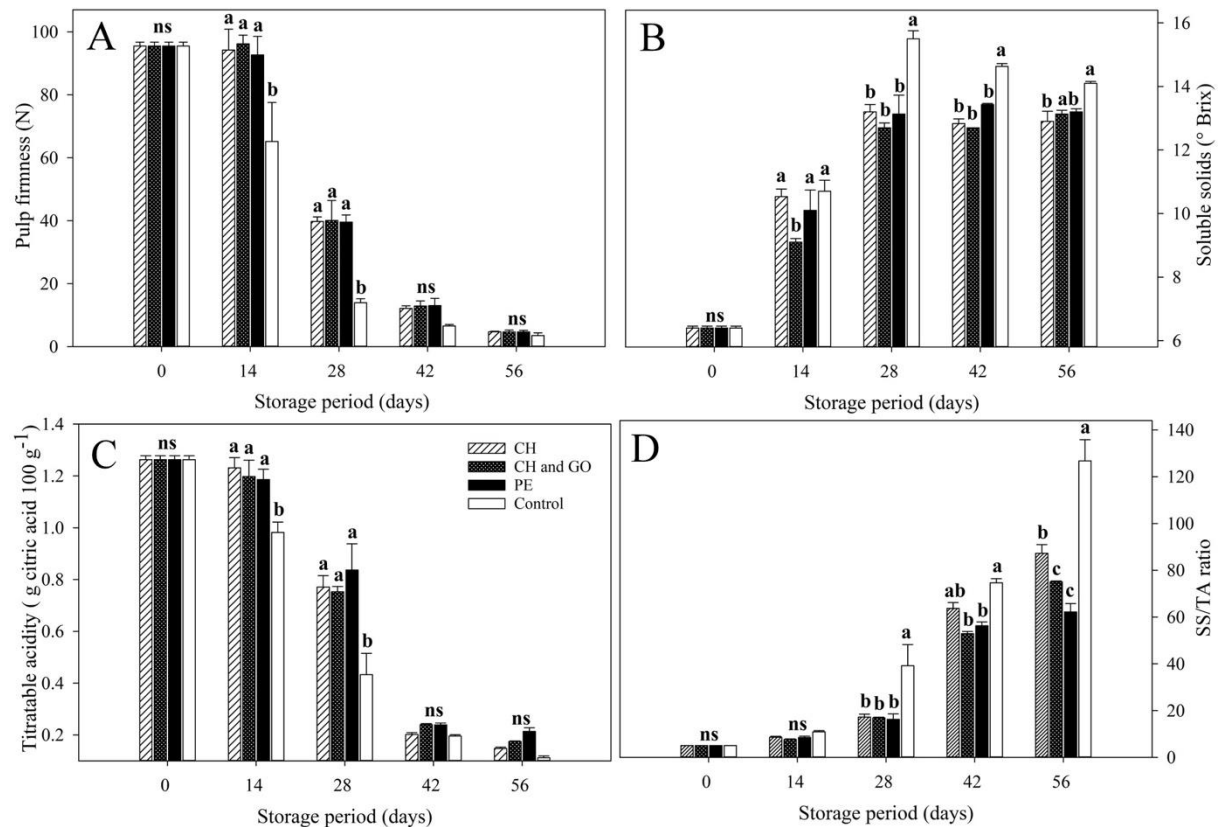 A
Pulp firmness (N)
100
80
60
40
20
0
ns
a a a
b
a a a
b
ns
ns
0 14 28 42 56
Storage period (days)
B
Soluble solids (° Brix)
16
14
12
10
8
6
ns
a b a a
b b b a
b b b a
b ab a
0 14 28 42 56
Storage period (days)
C
Titratable acidity ( g citric acid 100 g⁻¹)
1.4
1.2
1.0
0.8
0.6
0.4
0.2
ns
a a a
b
a a a
b
ns
ns
CH
CH and GO
PE
Control
0 14 28 42 56
Storage period (days)
D
SS/TA ratio
140
120
100
80
60
40
20
0
ns
ns
b b b a
ab b b a
b c c a
0 14 28 42 56
Storage period (days)